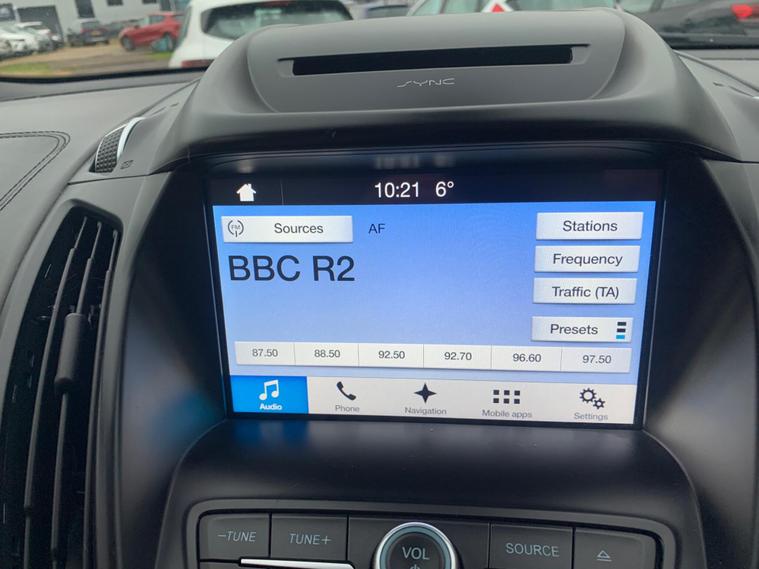 SYNC
10:21 6°
FM
Sources
AF
Stations
BBC R2
Frequency
Traffic (TA)
Presets
87.50 88.50 92.50 92.70 96.60 97.50
Audio Phone Navigation Mobile apps Settings
-TUNE TUNE+ VOL SOURCE